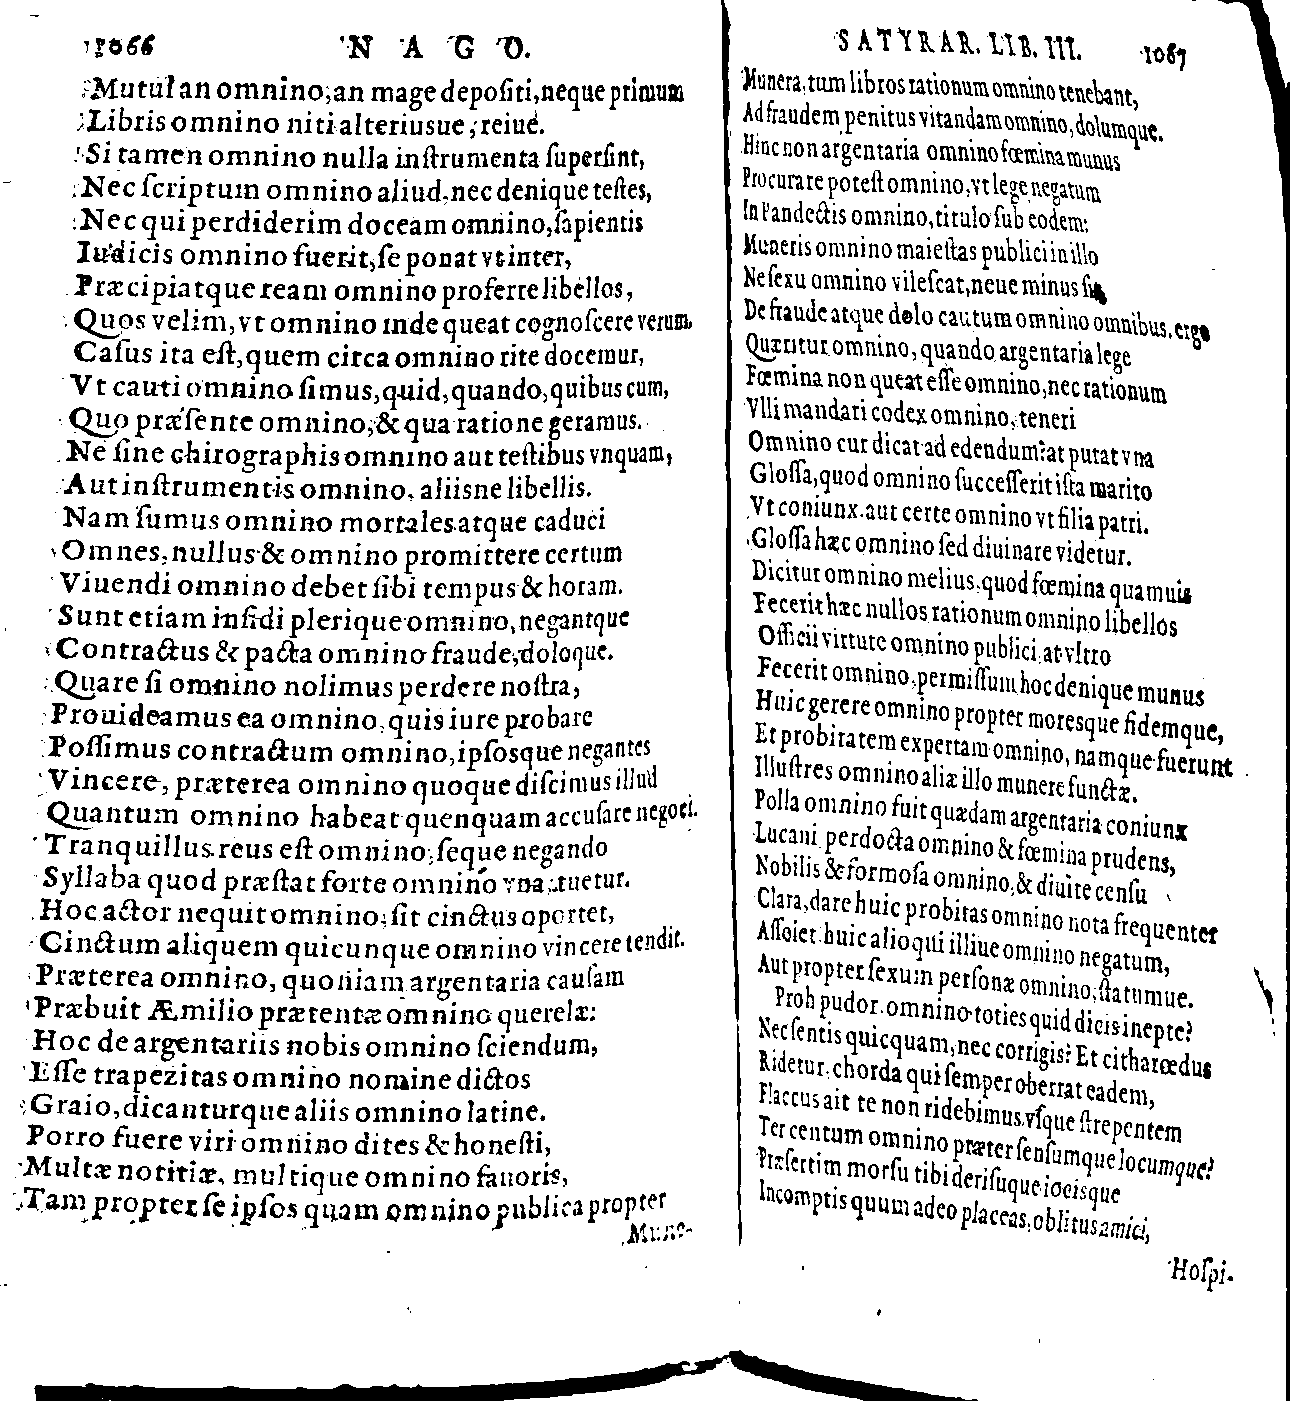 1066 NAGO.
Mutui an omnino, an mage depoſiti, neque primum
Libris omnino niti alteriusue, reiue.
Si tamen omnino nulla inſtrumenta ſuperſint,
Nec ſcriptum omnino aliud, nec denique teſtes,
Nec qui perdiderim doceam omnino, ſapientis
Iudicis omnino fuerit, ſe ponat vt inter,
Præcipiatque ream omnino proferre libellos,
Quos velim, vt omnino inde queat cognoſcere verum.
Caſus ita eſt, quem circa omnino rite docemur,
Vt cauti omnino ſimus, quid, quando, quibus cum,
Quo præſente omnino, & qua ratione geramus.
Ne ſine chirographis omnino aut teſtibus vnquam,
Aut inſtrumentis omnino, aliisne libellis.
Nam ſumus omnino mortales atque caduci
Omnes, nullus & omnino promittere certum
Viuendi omnino debet ſibi tempus & horam.
Sunt etiam infidi plerique omnino, negantque
Contractus & pacta omnino fraude, doloque.
Quare ſi omnino nolimus perdere noſtra,
Prouideamus ea omnino, quis iure probare
Poſſimus contractum omnino, ipſosque negantes
Vincere, præterea omnino quoque diſcimus illud
Quantum omnino habeat quenquam accuſare negoti.
Tranquillus reus eſt omnino, ſeque negando
Syllaba quod præſtat forte omnino vna, tuetur.
Hoc actor nequit omnino, ſit cinctus oportet,
Cinctum aliquem quicunque omnino vincere tendit.
Præterea omnino, quoniam argentaria cauſam
Præbuit Æmilio prætentæ omnino querelæ:
Hoc de argentariis nobis omnino ſciendum,
Eſſe trapezitas omnino nomine dictos
Graio, dicanturque aliis omnino latine.
Porro fuere viri omnino dites & honeſti,
Multæ notitiæ, multique omnino fauoris,
Tam propter ſe ipſos quam omnino publica propter
Mune-
SATYRAR. LIB. III. 1067
Munera, tum libros rationum omnino tenebant,
Ad fraudem penitus vitandam omnino, dolumque.
Hinc non argentaria omnino fœmina munus
Procurare poteſt omnino, vt lege negatum
In Pandectis omnino, titulo ſub eodem:
Muneris omnino maieſtas publici in illo
Ne ſexu omnino vileſcat, neue minus ſit
De fraude atque dolo cautum omnino omnibus. ergo
Quæritur omnino, quando argentaria lege
Fœmina non queat eſſe omnino, nec rationum
Vlli mandari codex omnino, teneri
Omnino cur dicat ad edendum? at putat vna
Gloſſa, quod omnino ſucceſſerit iſta marito
Vt coniunx aut certe omnino vt filia patri.
Gloſſa hæc omnino ſed diuinare videtur.
Dicitur omnino melius, quod fœmina quamuis
Fecerit hæc nullos rationum omnino libellos
Officii virtute omnino publici at vltro
Fecerit omnino, permiſſum hoc denique munus
Huic gerere omnino propter moresque fidemque,
Et probitatem expertam omnino, namque fuerunt
Illuſtres omnino aliæ illo munere functæ.
Polla omnino fuit quædam argentaria coniunx
Lucani perdocta omnino & fœmina prudens,
Nobilis & formoſa omnino, & diuite cenſu
Clara, dare huic probitas omnino nota frequenter
Aſſolet huic alioqui illiue omnino negatum,
Aut propter ſexum perſonæ omnino, ſtatumue.
Proh pudor omnino toties quid dicis inepte?
Nec ſentis quicquam, nec corrigis? Et citharœdus
Ridetur, chorda qui ſemper oberrat eadem,
Flaccus ait te non ridebimus vſque ſtrepentem
Ter centum omnino præter ſenſumque locumque?
Præſertim morſu tibi deriſuque iocisque
Incomptis quum adeo placeas, oblitus amici,
Hoſpi-